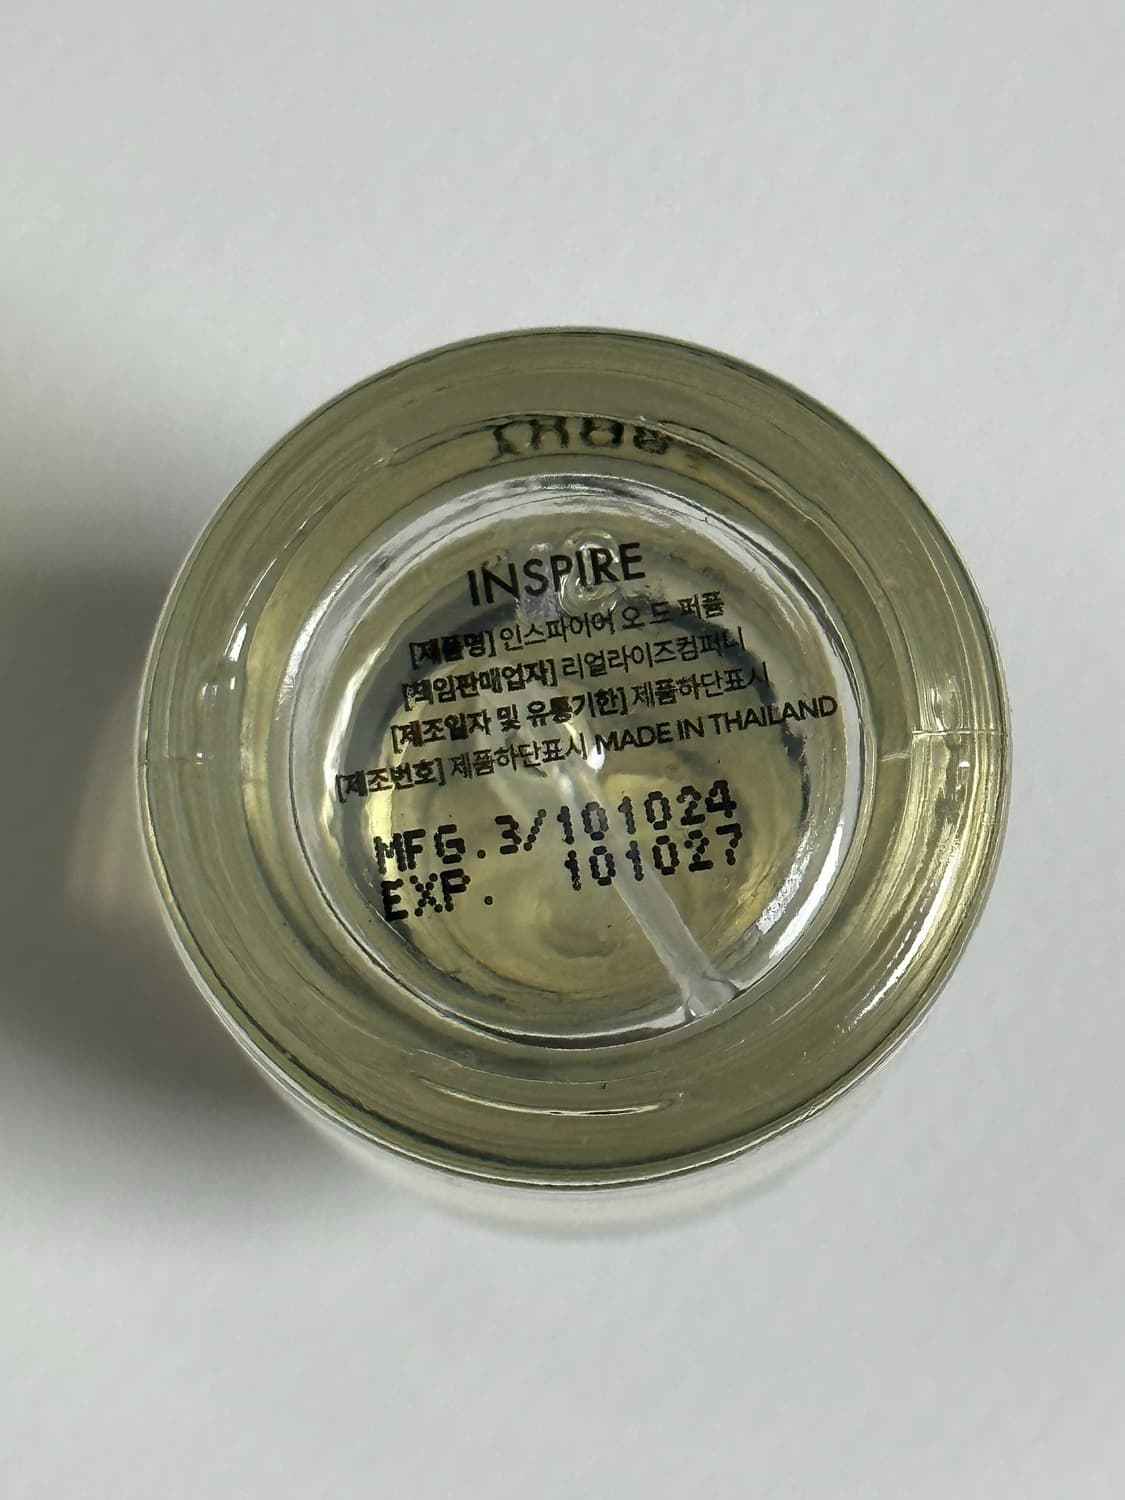 INSPIRE
[제품명] 인스파이어 오 드 퍼퓸
[책임판매업자] 리얼라이즈컴퍼니
[제조일자 및 유통기한] 제품하단표시
[제조번호] 제품하단표시 MADE IN THAILAND
MFG.3/101024
EXP. 101027